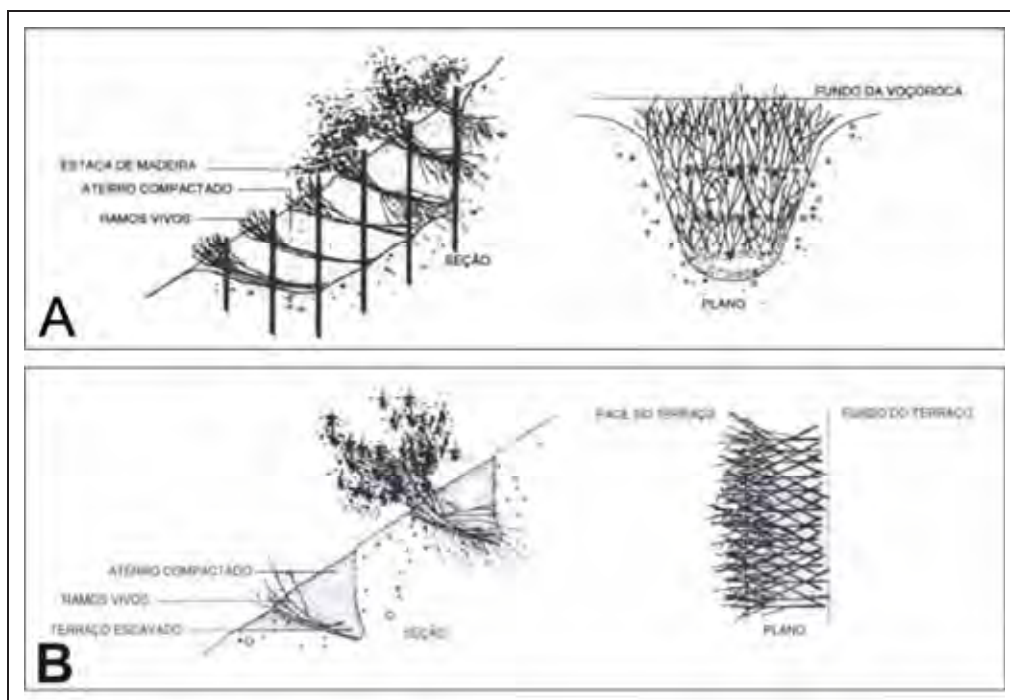 FUNDO DA VOÇOROCA
ESTACA DE MADEIRA
ATERRO COMPACTADO
RAMOS VIVOS
SEÇÃO
PLANO
A
FACE DO TERRAÇO
FUNDO DO TERRAÇO
ATERRO COMPACTADO
RAMOS VIVOS
TERRAÇO ESCAVADO
SEÇÃO
PLANO
B